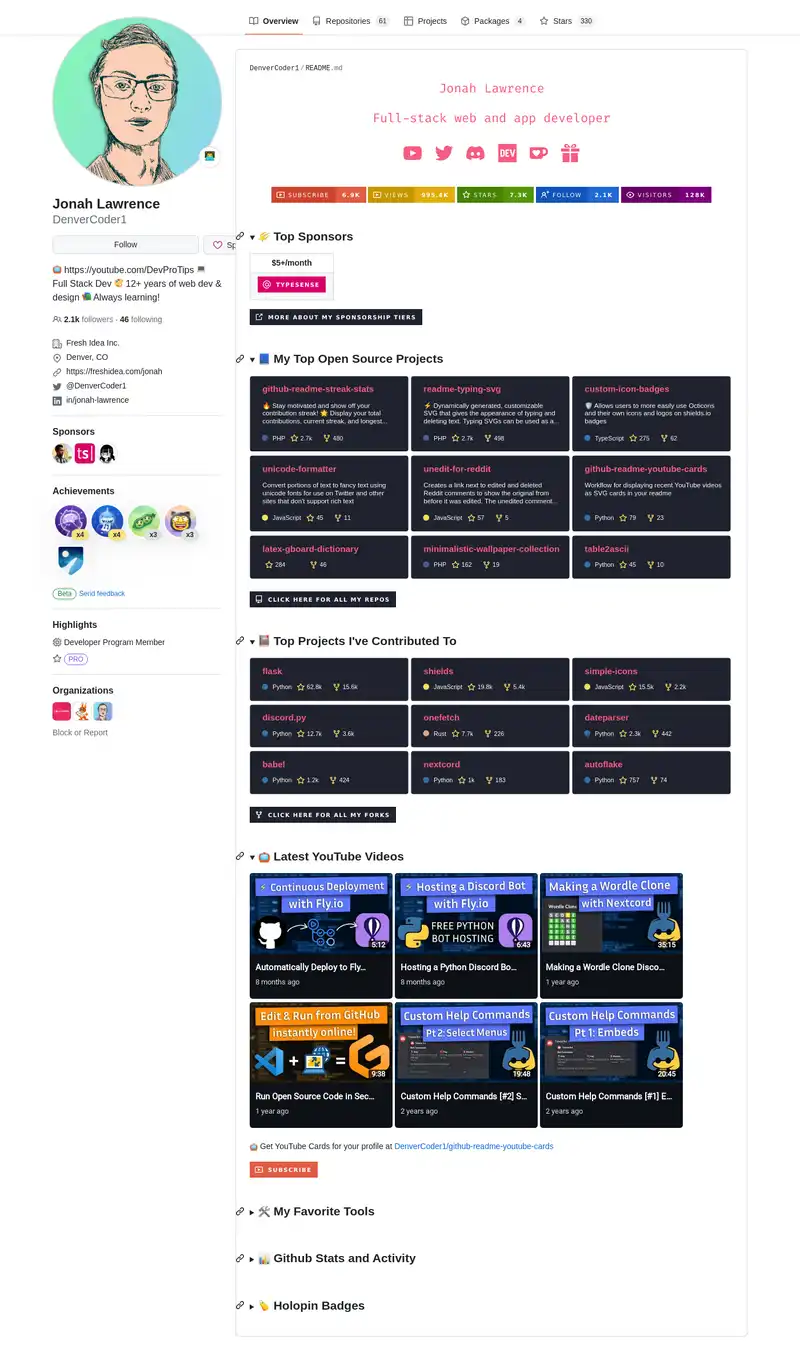 Overview Repositories 61 Projects Packages 4 Stars 330
Jonah Lawrence
DenverCoder1
Follow
Sp
https://youtube.com/DevProTips
Full Stack Dev 12+ years of web dev &
design Always learning!
2.1k followers · 46 following
Fresh Idea Inc.
Denver, CO
https://freshidea.com/jonah
@DenverCoder1
in/jonah-lawrence
Sponsors
ts
Achievements
x4 x4 x3 x3
Beta Send feedback
Highlights
Developer Program Member
PRO
Organizations
Block or Report
DenverCoder1/README.md
Jonah Lawrence
Full-stack web and app developer
DEV
SUBSCRIBE 6.9K VIEWS 995.4K STARS 7.3K FOLLOW 2.1K VISITORS 128K
Top Sponsors
$5+/month
TYPESENSE
MORE ABOUT MY SPONSORSHIP TIERS
My Top Open Source Projects
github-readme-streak-stats
Stay motivated and show off your
contribution streak! Display your total
contributions, current streak, and longest...
PHP 2.7k 480
readme-typing-svg
Dynamically generated, customizable
SVG that gives the appearance of typing and
deleting text. Typing SVGs can be used as a...
PHP 2.7k 498
custom-icon-badges
Allows users to more easily use Octicons
and their own icons and logos on shields.io
badges
TypeScript 275 62
unicode-formatter
Convert portions of text to fancy text using
unicode fonts for use on Twitter and other
sites that don't support rich text
JavaScript 45 11
unedit-for-reddit
Creates a link next to edited and deleted
Reddit comments to show the original from
before it was edited. The unedited comment...
JavaScript 57 5
github-readme-youtube-cards
Workflow for displaying recent YouTube videos
as SVG cards in your readme
Python 79 23
latex-gboard-dictionary
284 46
minimalistic-wallpaper-collection
PHP 162 19
table2ascii
Python 45 10
CLICK HERE FOR ALL MY REPOS
Top Projects I've Contributed To
flask
Python 62.8k 15.6k
shields
JavaScript 19.8k 5.4k
simple-icons
JavaScript 15.5k 2.2k
discord.py
Python 12.7k 3.6k
onefetch
Rust 7.7k 226
dateparser
Python 2.3k 442
babel
Python 1.2k 424
nextcord
Python 1k 183
autoflake
Python 757 74
CLICK HERE FOR ALL MY FORKS
Latest YouTube Videos
Continuous Deployment
with Fly.io
5:12
Automatically Deploy to Fly...
8 months ago
Hosting a Discord Bot
with Fly.io
FREE PYTHON
BOT HOSTING
6:43
Hosting a Python Discord Bo...
8 months ago
Making a Wordle Clone
with Nextcord
Wordle Clone
35:15
Making a Wordle Clone Disco...
1 year ago
Edit & Run from GitHub
instantly online!
+ =
9:38
Run Open Source Code in Sec...
1 year ago
Custom Help Commands
Pt 2: Select Menus
19:48
Custom Help Commands [#2] S...
2 years ago
Custom Help Commands
Pt 1: Embeds
20:45
Custom Help Commands [#1] E...
2 years ago
Get YouTube Cards for your profile at DenverCoder1/github-readme-youtube-cards
SUBSCRIBE
My Favorite Tools
Github Stats and Activity
Holopin Badges